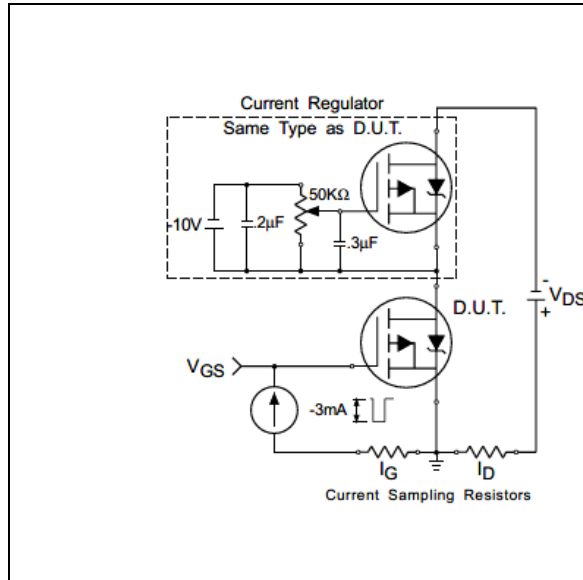 Current Regulator
Same Type as D.U.T.
50KΩ
-10V
.2µF
.3µF
-
VDS
+
D.U.T.
VGS
-3mA
IG
ID
Current Sampling Resistors